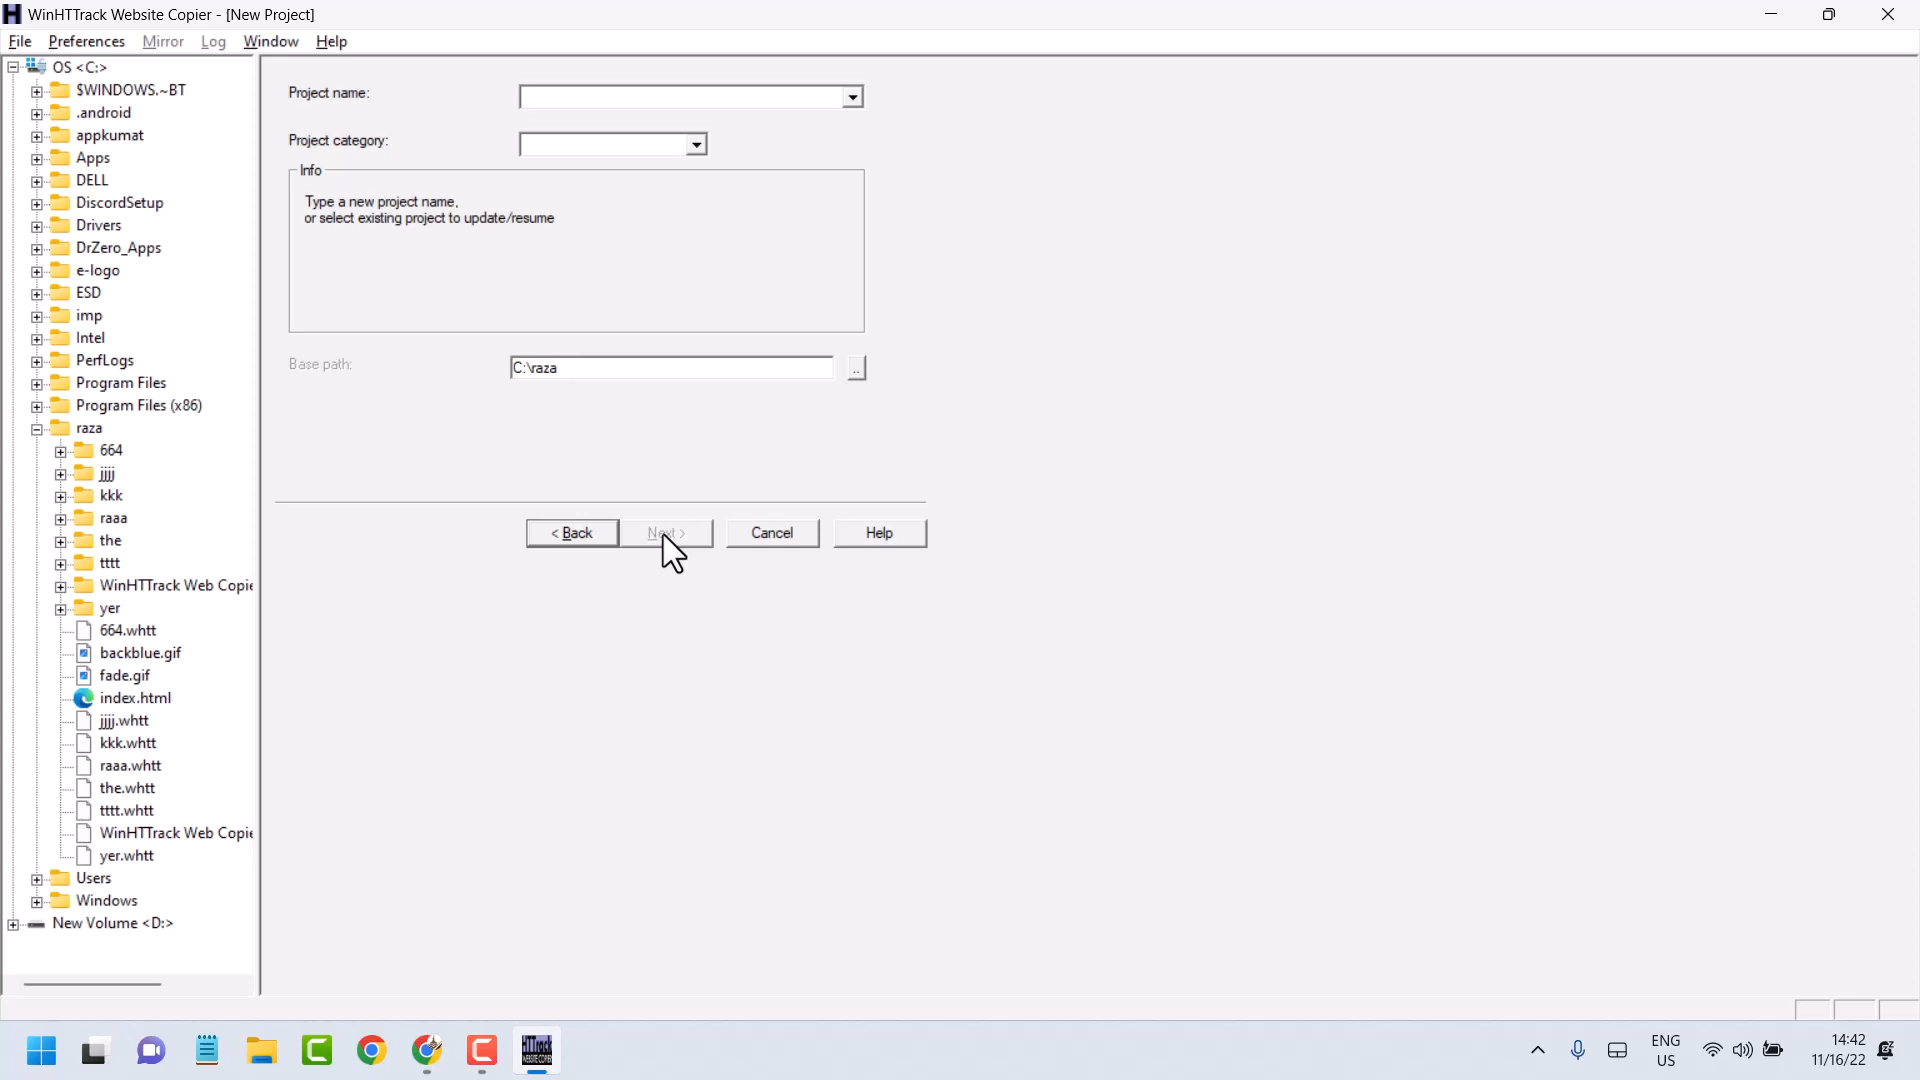 WinHTTrack Website Copier - [New Project]
File Preferences Mirror Log Window Help
OS <C:>
$WINDOWS.~BT
.android
appkumat
Apps
DELL
DiscordSetup
Drivers
DrZero_Apps
e-logo
ESD
imp
Intel
PerfLogs
Program Files
Program Files (x86)
raza
664
jjjj
kkk
raaa
the
tttt
WinHTTrack Web Copie
yer
664.whtt
backblue.gif
fade.gif
index.html
jjjj.whtt
kkk.whtt
raaa.whtt
the.whtt
tttt.whtt
WinHTTrack Web Copie
yer.whtt
Users
Windows
New Volume <D:>
Project name:
Project category:
Info
Type a new project name,
or select existing project to update/resume
Base path:
C:\raza
..
< Back
Next >
Cancel
Help
HTTrack
WEBSITE COPIER
ENG
US
14:42
11/16/22